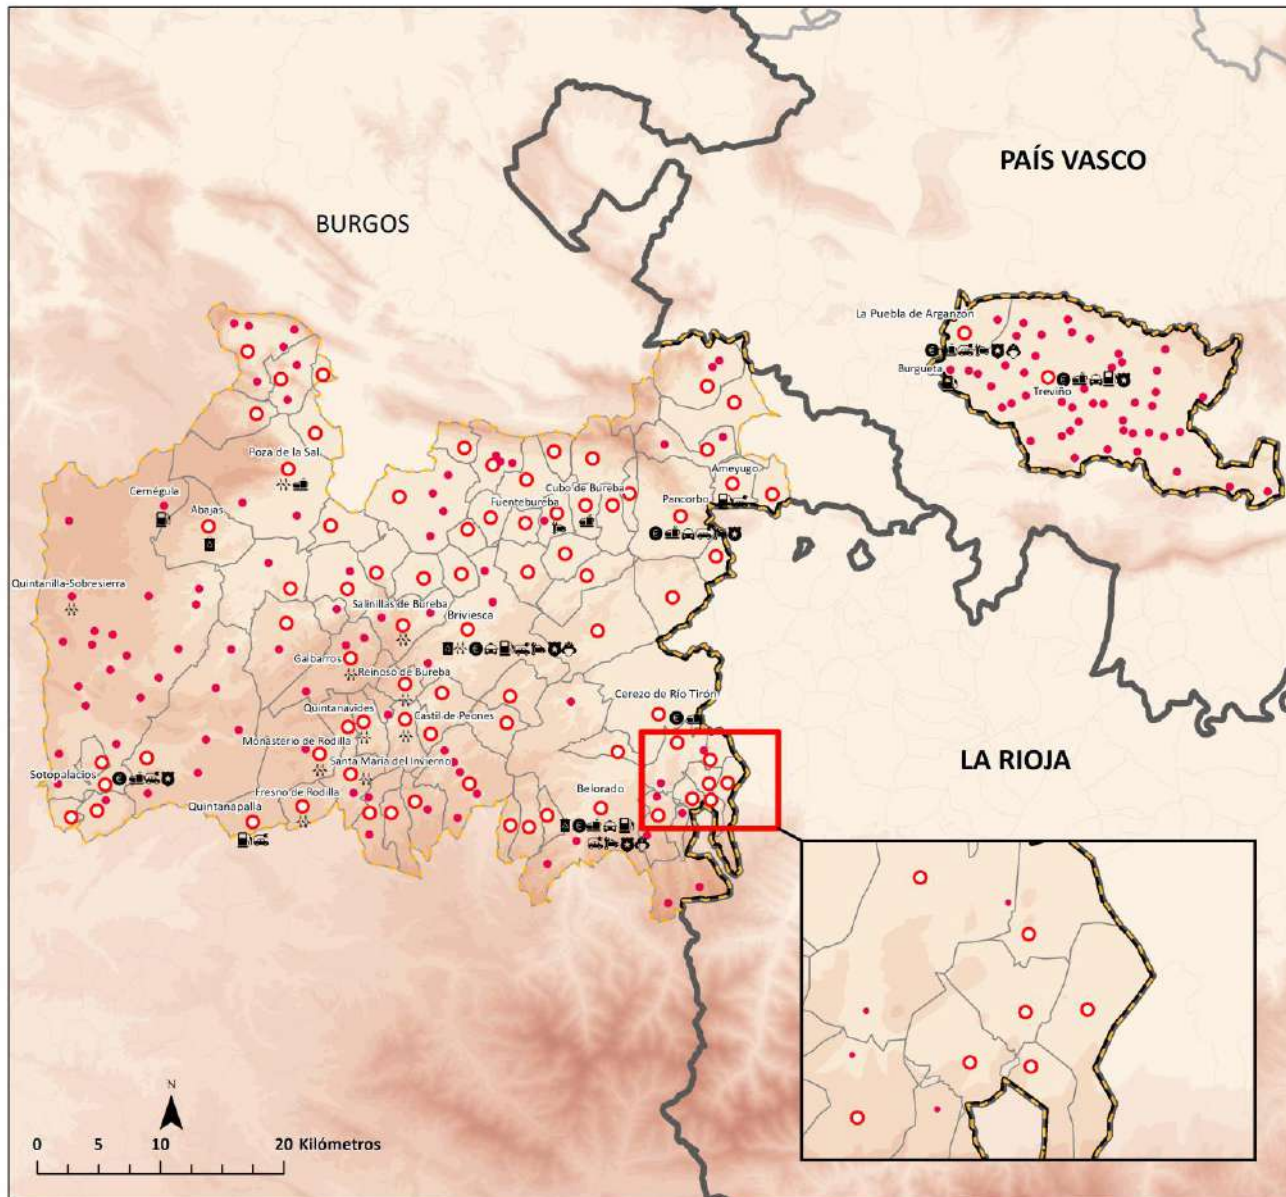 PAÍS VASCO
BURGOS
La Puebla de Arganzón
Burgueta
Treviño
Poza de la Sal
Cernégula
Abajas
Cubo de Bureba
Fuentebureba
Ameyugo
Pancorbo
Quintanilla-Sobresierra
Salinillas de Bureba
Briviesca
Galbarros
Reinoso de Bureba
Cerezo de Río Tirón
Quintanavides
Castil de Peones
Monasterio de Rodilla
Santa María del Invierno
LA RIOJA
Sotopalacios
Fresno de Rodilla
Belorado
Quintanapalla
N
0 5 10 20 Kilómetros